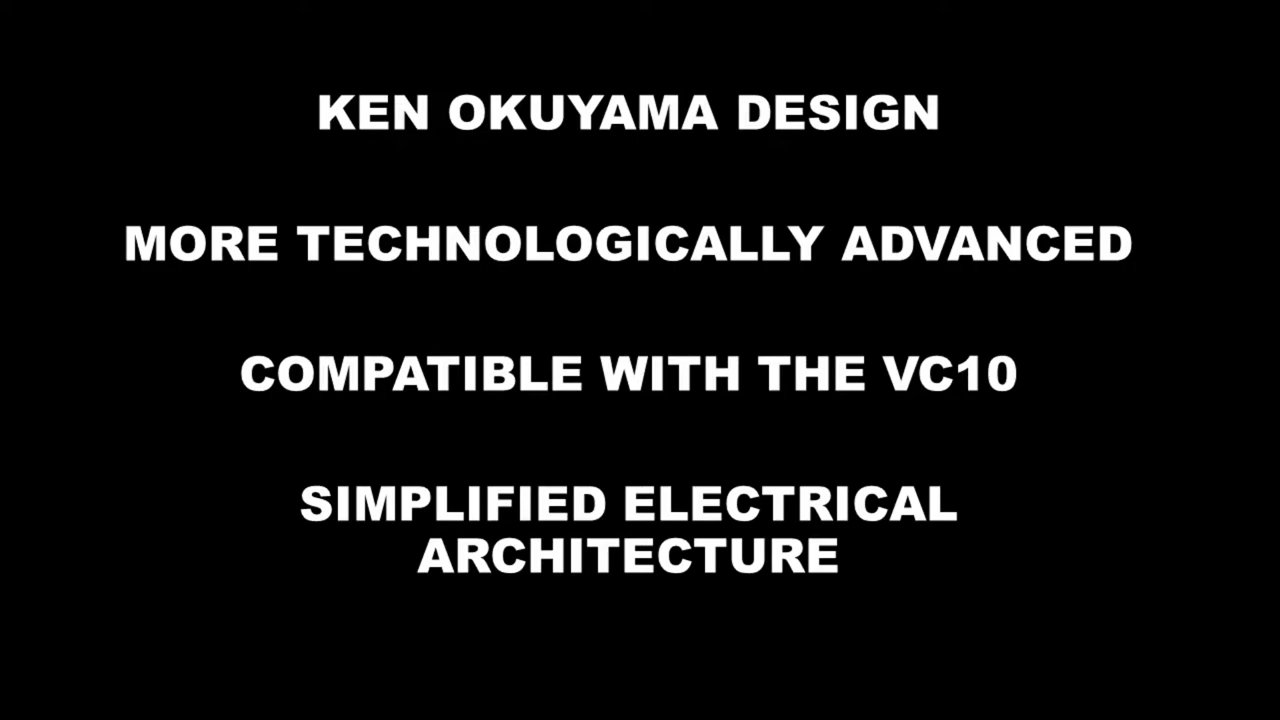 KEN OKUYAMA DESIGN
MORE TECHNOLOGICALLY ADVANCED
COMPATIBLE WITH THE VC10
SIMPLIFIED ELECTRICAL
ARCHITECTURE